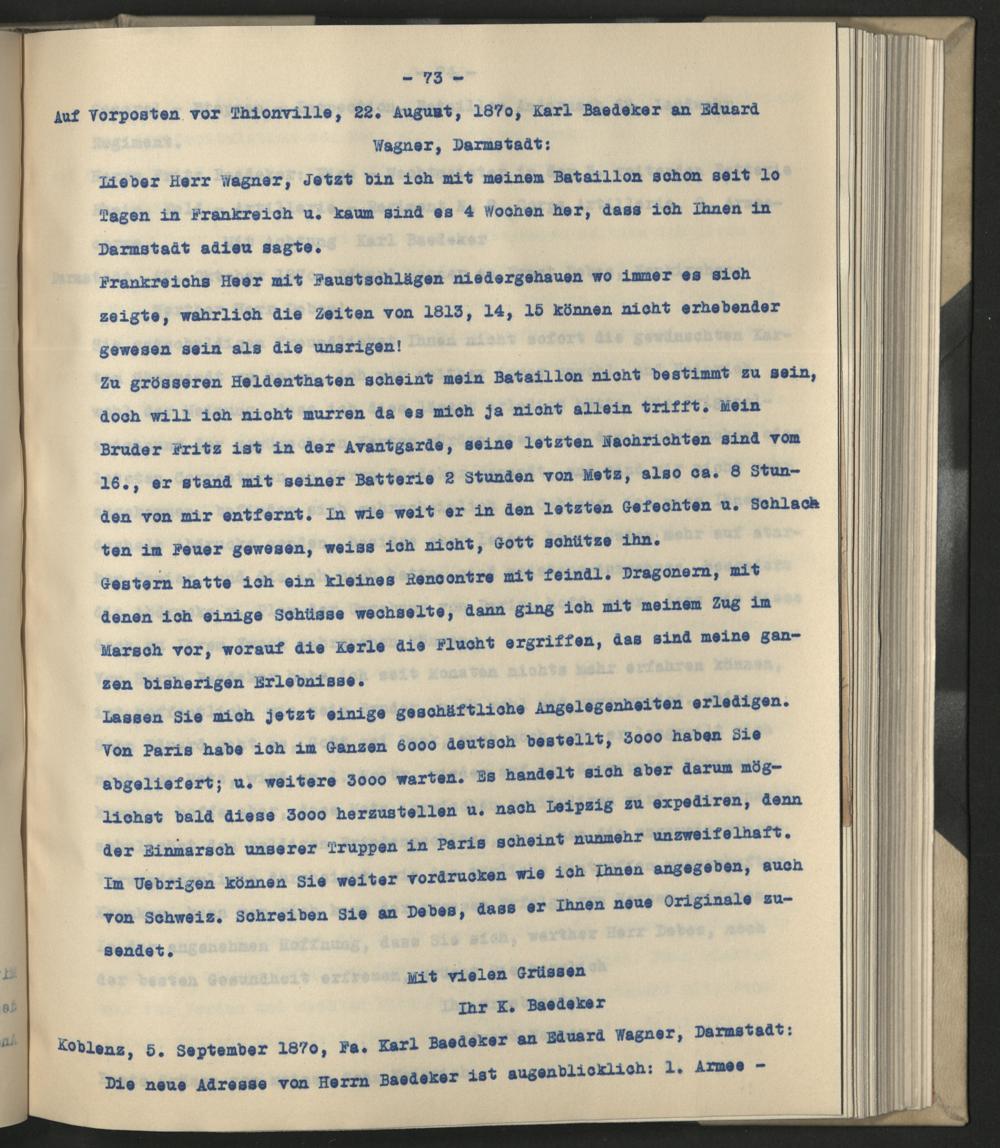 - 73 -
Auf Vorposten vor Thionville, 22. August, 187o, Karl Baedeker an Eduard
Wagner, Darmstadt:
Lieber Herr Wagner, Jetzt bin ich mit meinem Bataillon schon seit lo
Tagen in Frankreich u. kaum sind es 4 Wochen her, dass ich Ihnen in
Darmstadt adieu sagte.
Frankreichs Heer mit Faustschlägen niedergehauen wo immer es sich
zeigte, wahrlich die Zeiten von 1813, 14, 15 können nicht erhebender
gewesen sein als die unsrigen!
Zu grösseren Heldenthaten scheint mein Bataillon nicht bestimmt zu sein,
doch will ich nicht murren da es mich ja nicht allein trifft. Mein
Bruder Fritz ist in der Avantgarde, seine letzten Nachrichten sind vom
16., er stand mit seiner Batterie 2 Stunden von Metz, also ca. 8 Stun-
den von mir entfernt. In wie weit er in den letzten Gefechten u. Schlach
ten im Feuer gewesen, weiss ich nicht, Gott schütze ihn.
Gestern hatte ich ein kleines Rencontre mit feindl. Dragonern, mit
denen ich einige Schüsse wechselte, dann ging ich mit meinem Zug im
Marsch vor, worauf die Kerle die Flucht ergriffen, das sind meine gan-
zen bisherigen Erlebnisse.
Lassen Sie mich jetzt einige geschäftliche Angelegenheiten erledigen.
Von Paris habe ich im Ganzen 6ooo deutsch bestellt, 3ooo haben Sie
abgeliefert; u. weitere 3ooo warten. Es handelt sich aber darum mög-
lichst bald diese 3ooo herzustellen u. nach Leipzig zu expediren, denn
der Einmarsch unserer Truppen in Paris scheint nunmehr unzweifelhaft.
Im Uebrigen können Sie weiter vordrucken wie ich Ihnen angegeben, auch
von Schweiz. Schreiben Sie an Debes, dass er Ihnen neue Originale zu-
sendet.
Mit vielen Grüssen
Ihr K. Baedeker
Koblenz, 5. September 187o, Fa. Karl Baedeker an Eduard Wagner, Darmstadt:
Die neue Adresse von Herrn Baedeker ist augenblicklich: 1. Armee -